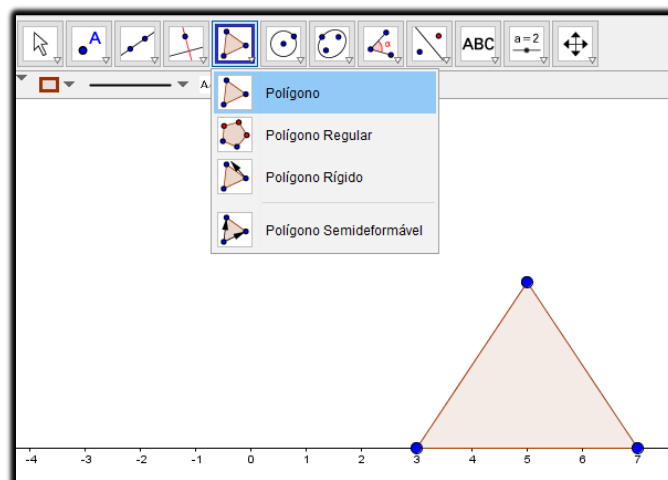 A
α
ABC
a = 2
A
Polígono
Polígono Regular
Polígono Rígido
Polígono Semideformável
-4 -3 -2 -1 0 1 2 3 4 5 6 7